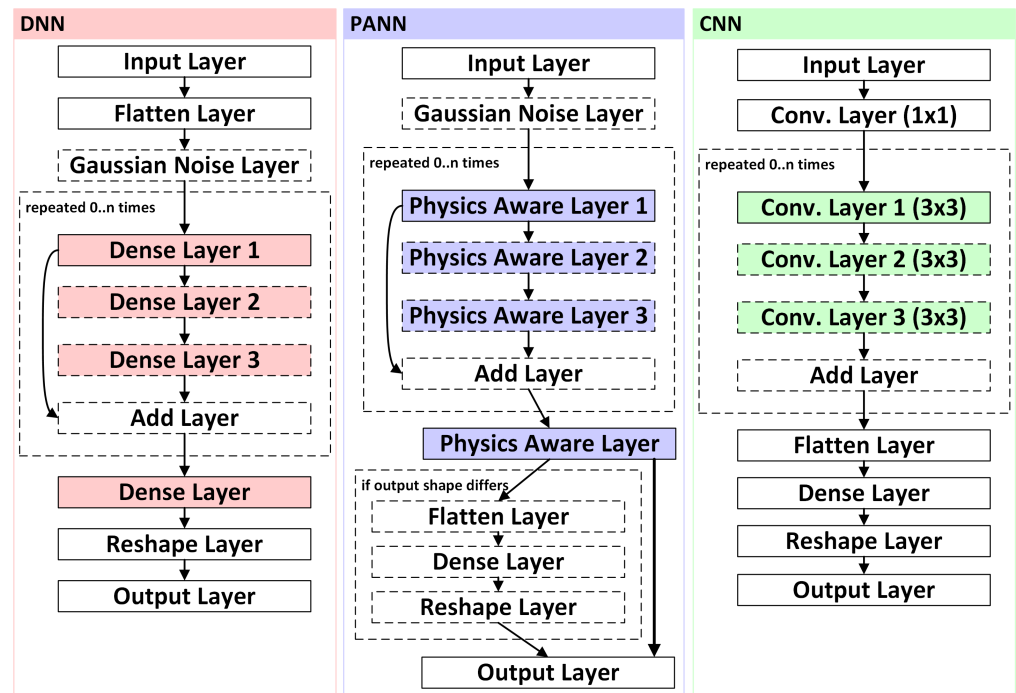 DNN
Input Layer
Flatten Layer
Gaussian Noise Layer
repeated 0..n times
Dense Layer 1
Dense Layer 2
Dense Layer 3
Add Layer
Dense Layer
Reshape Layer
Output Layer
PANN
Input Layer
Gaussian Noise Layer
repeated 0..n times
Physics Aware Layer 1
Physics Aware Layer 2
Physics Aware Layer 3
Add Layer
Physics Aware Layer
if output shape differs
Flatten Layer
Dense Layer
Reshape Layer
Output Layer
CNN
Input Layer
Conv. Layer (1x1)
repeated 0..n times
Conv. Layer 1 (3x3)
Conv. Layer 2 (3x3)
Conv. Layer 3 (3x3)
Add Layer
Flatten Layer
Dense Layer
Reshape Layer
Output Layer